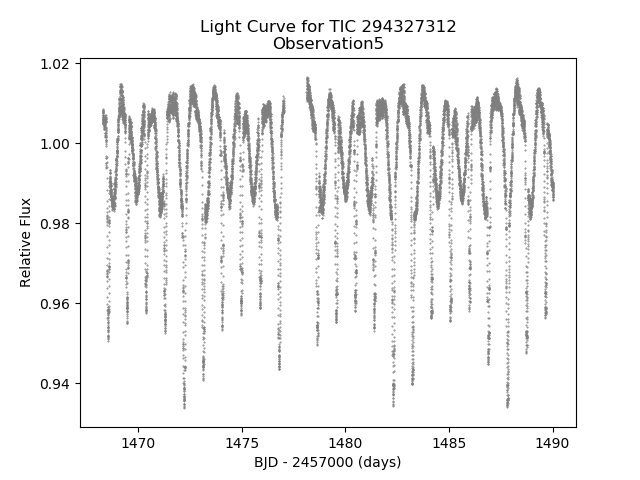 Light Curve for TIC 294327312
Observation5
1.02
1.00
0.98
0.96
0.94
Relative Flux
1470
1475
1480
1485
1490
BJD - 2457000 (days)